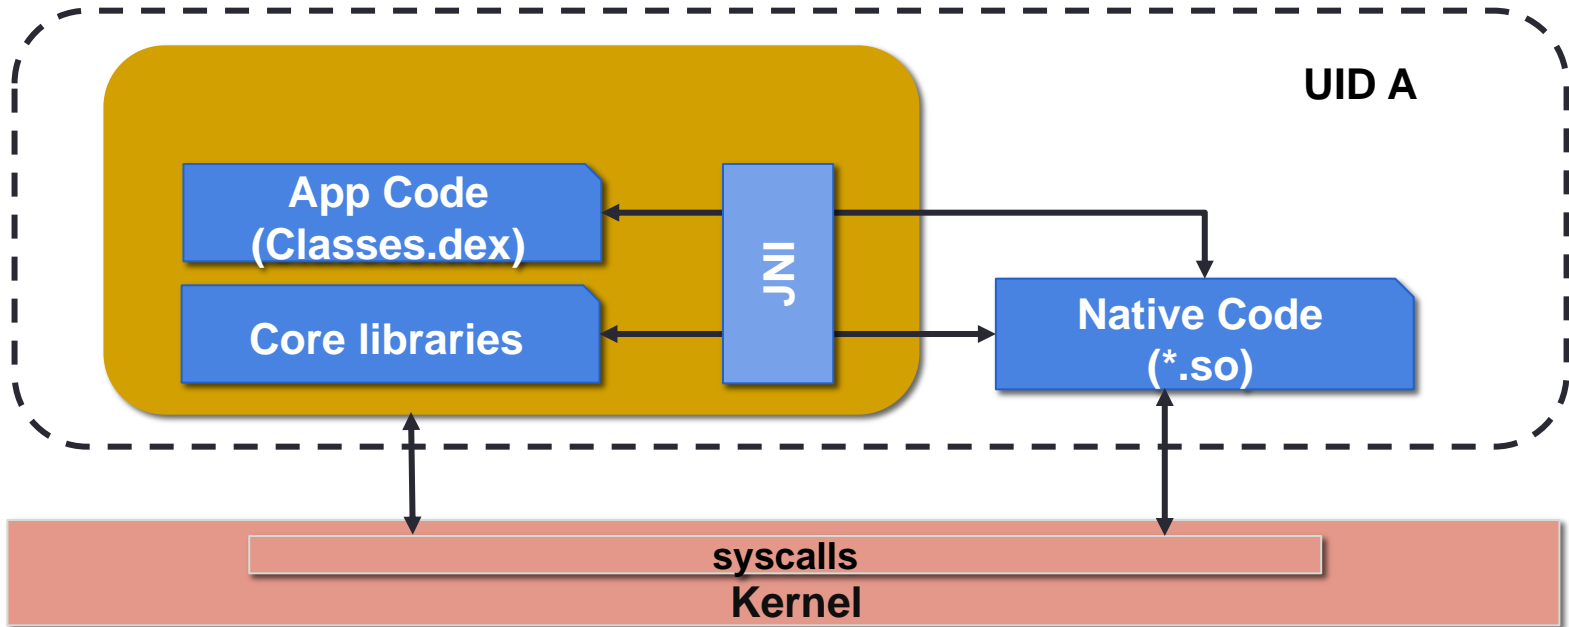 UID A
App Code
(Classes.dex)
JNI
Core libraries
Native Code
(*.so)
syscalls
Kernel